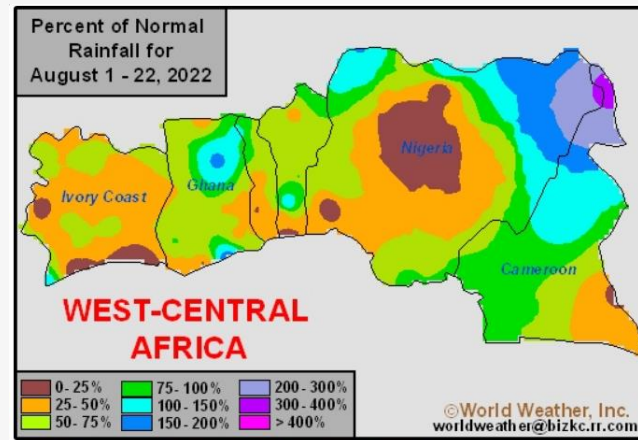 Percent of Normal
Rainfall for
August 1 - 22, 2022
Ivory Coast
Ghana
Nigeria
Cameroon
WEST-CENTRAL
AFRICA
0- 25% 75- 100% 200- 300%
25- 50% 100- 150% 300- 400%
50- 75% 150- 200% > 400%
©World Weather, Inc.
worldweather@bizkc.rr.com